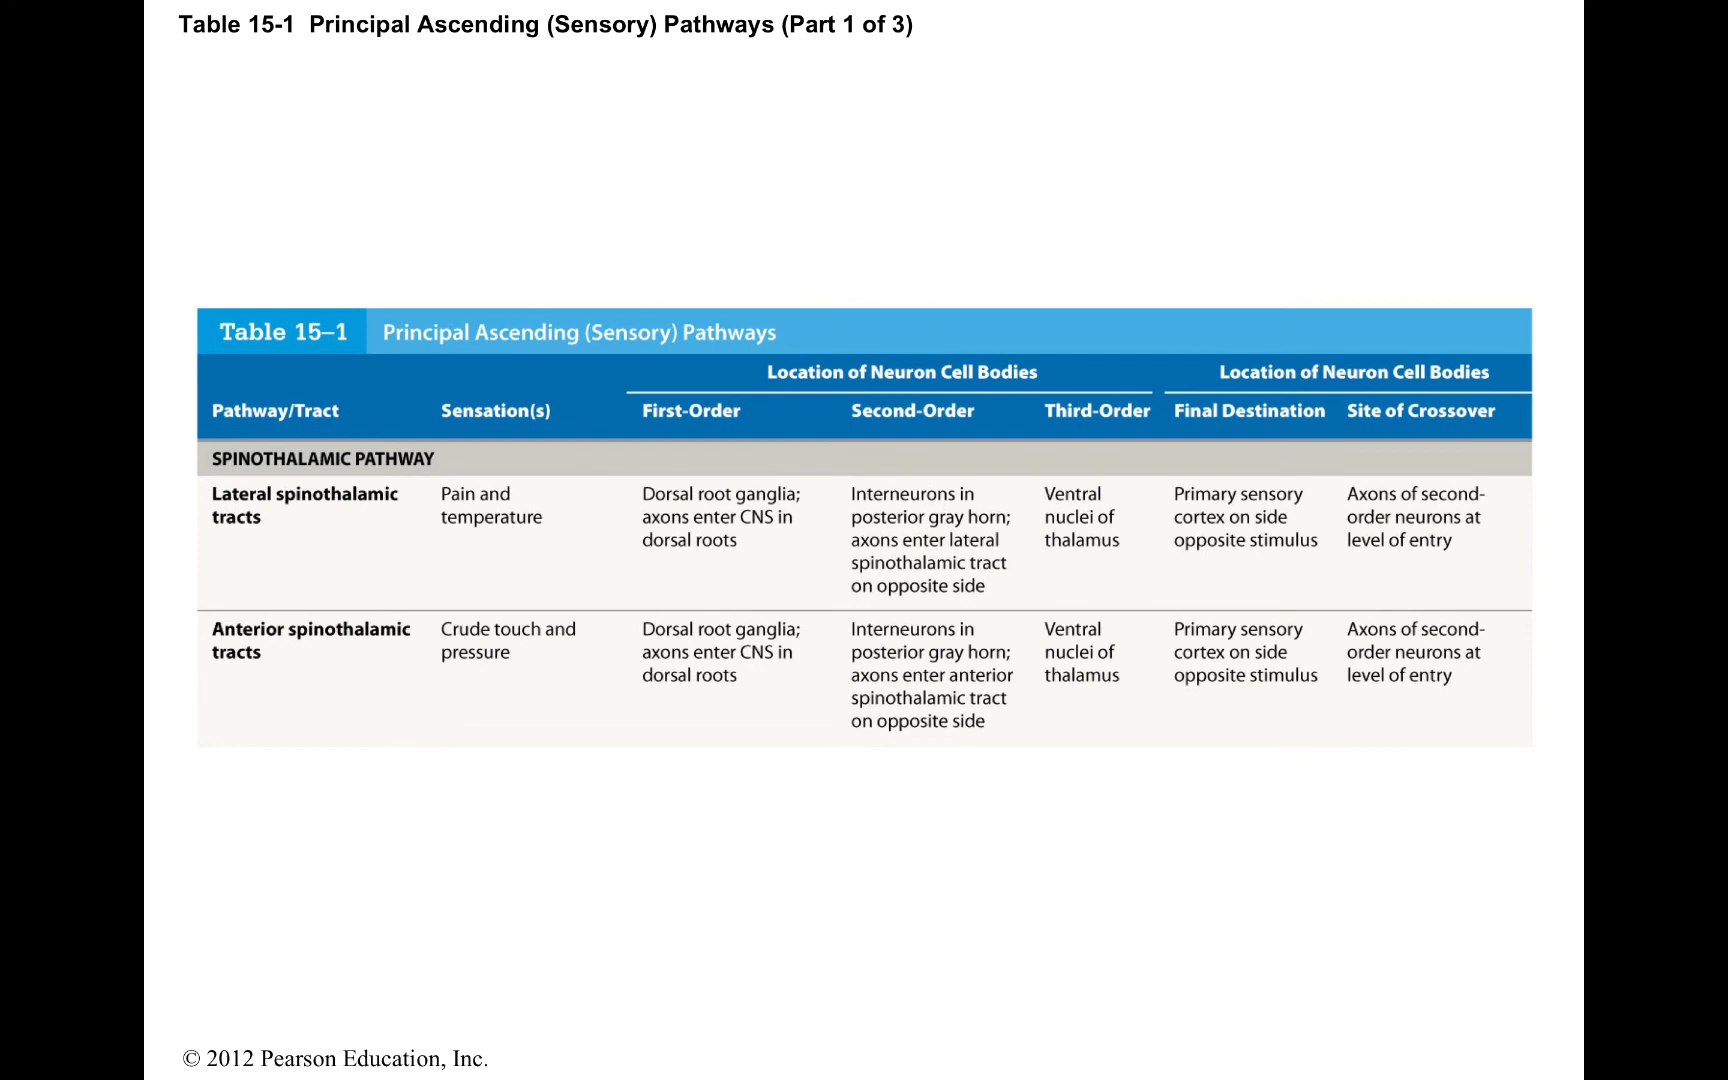 Table 15-1  Principal Ascending (Sensory) Pathways (Part 1 of 3)
Table 15–1 Principal Ascending (Sensory) Pathways
Location of Neuron Cell Bodies Location of Neuron Cell Bodies
Pathway/Tract Sensation(s) First-Order Second-Order Third-Order Final Destination Site of Crossover
SPINOTHALAMIC PATHWAY
Lateral spinothalamic Pain and Dorsal root ganglia; Interneurons in Ventral Primary sensory Axons of second-
tracts temperature axons enter CNS in posterior gray horn; nuclei of cortex on side order neurons at
dorsal roots axons enter lateral thalamus opposite stimulus level of entry
spinothalamic tract
on opposite side
Anterior spinothalamic Crude touch and Dorsal root ganglia; Interneurons in Ventral Primary sensory Axons of second-
tracts pressure axons enter CNS in posterior gray horn; nuclei of cortex on side order neurons at
dorsal roots axons enter anterior thalamus opposite stimulus level of entry
spinothalamic tract
on opposite side
© 2012 Pearson Education, Inc.